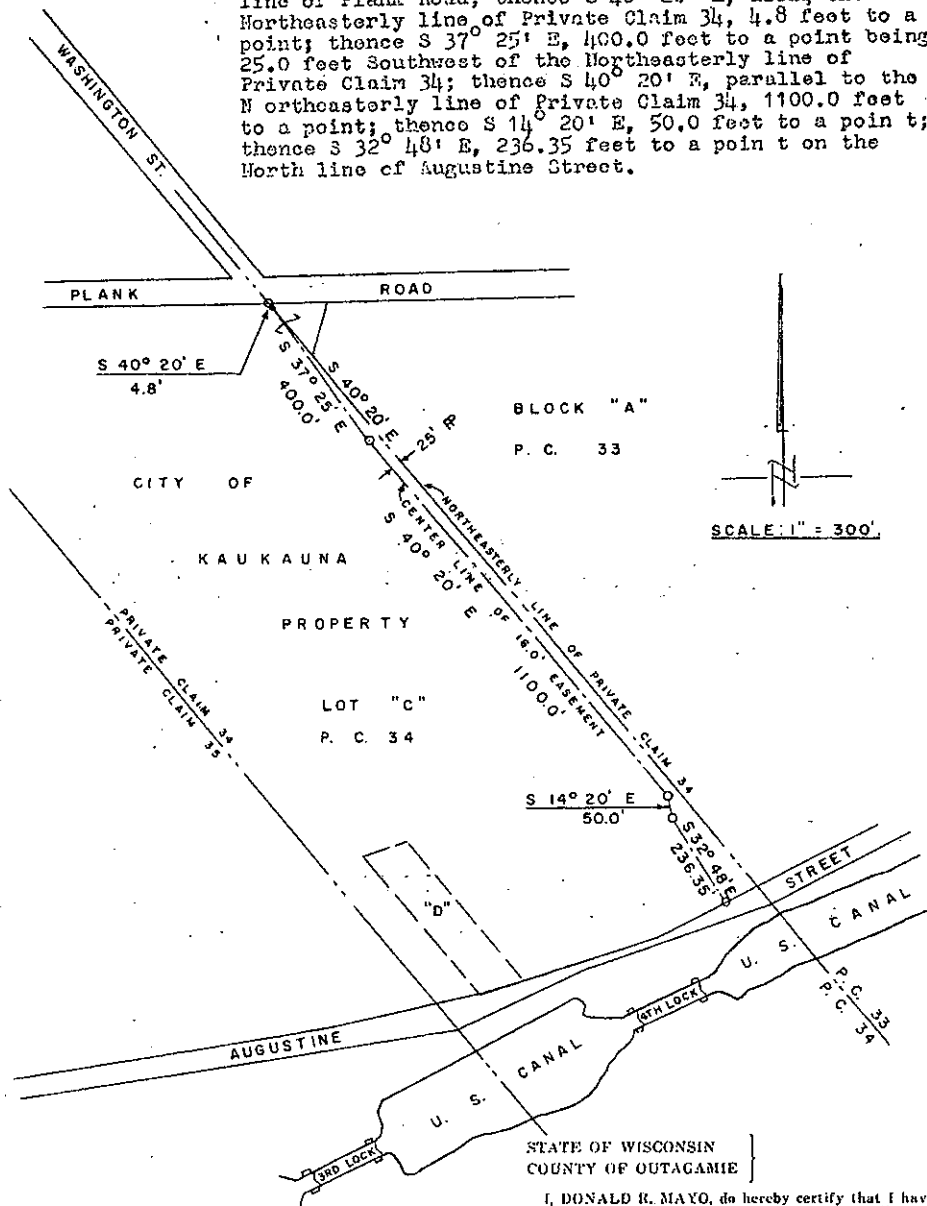 line of Plank Road; thence S 40° 20' E, along the
Northeasterly line of Private Claim 34, 4.8 feet to a
point; thence S 37° 25' E, 400.0 feet to a point being
25.0 feet Southwest of the Northeasterly line of
Private Claim 34; thence S 40° 20' E, parallel to the
N ortheasterly line of Private Claim 34, 1100.0 feet
to a point; thence S 14° 20' E, 50.0 feet to a poin t;
thence S 32° 48' E, 236.35 feet to a poin t on the
North line of Augustine Street.
WASHINGTON ST.
PLANK ROAD
S 40° 20' E
4.8'
S 37° 25' E
400.0'
S 40° 20' E
25'
BLOCK "A"
P. C. 33
SCALE: 1" = 300'.
CITY OF
KAUKAUNA
PROPERTY
LOT "C"
P. C. 34
NORTHEASTERLY LINE OF PRIVATE CLAIM 34
CENTER LINE OF 16.0' EASEMENT
S 40° 20' E
1100.0'
PRIVATE CLAIM 34
PRIVATE CLAIM 35
S 14° 20' E
50.0'
S 32° 48' E
236.35
"D"
AUGUSTINE STREET
U. S. CANAL
4TH LOCK
U. S. CANAL
3RD LOCK
P. C. 33
P. C. 34
STATE OF WISCONSIN
COUNTY OF OUTAGAMIE
I, DONALD R. MAYO, do hereby certify that I hav